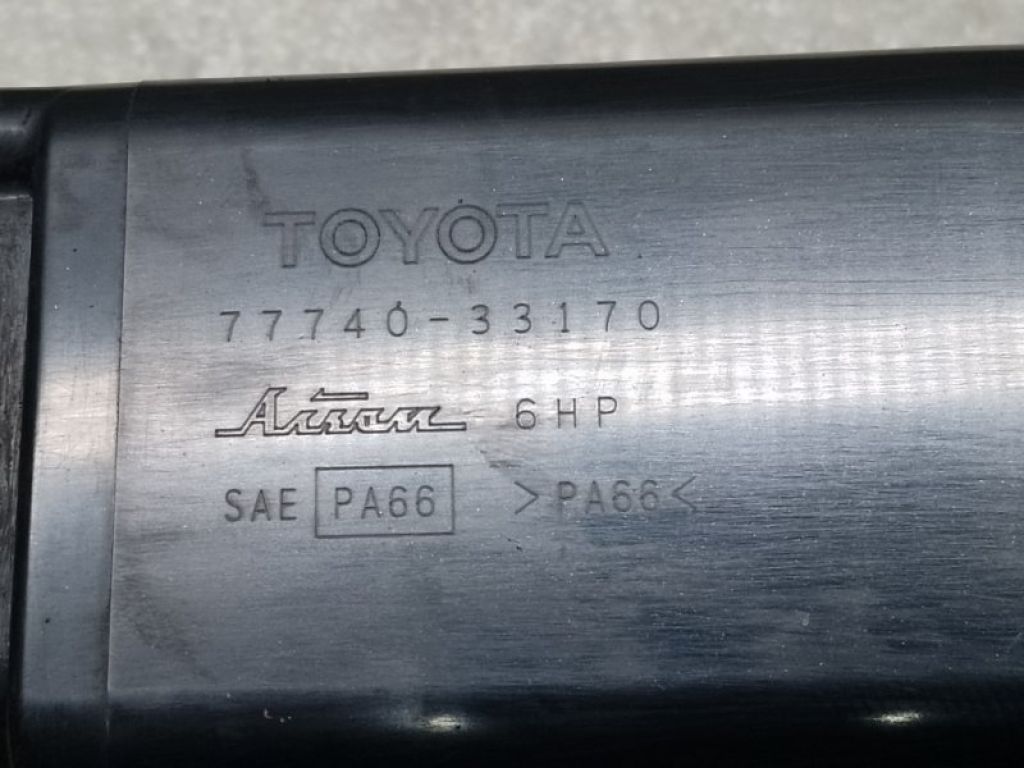 TOYOTA
77740-33170
Aisan 6HP
SAE PA66 >PA66<